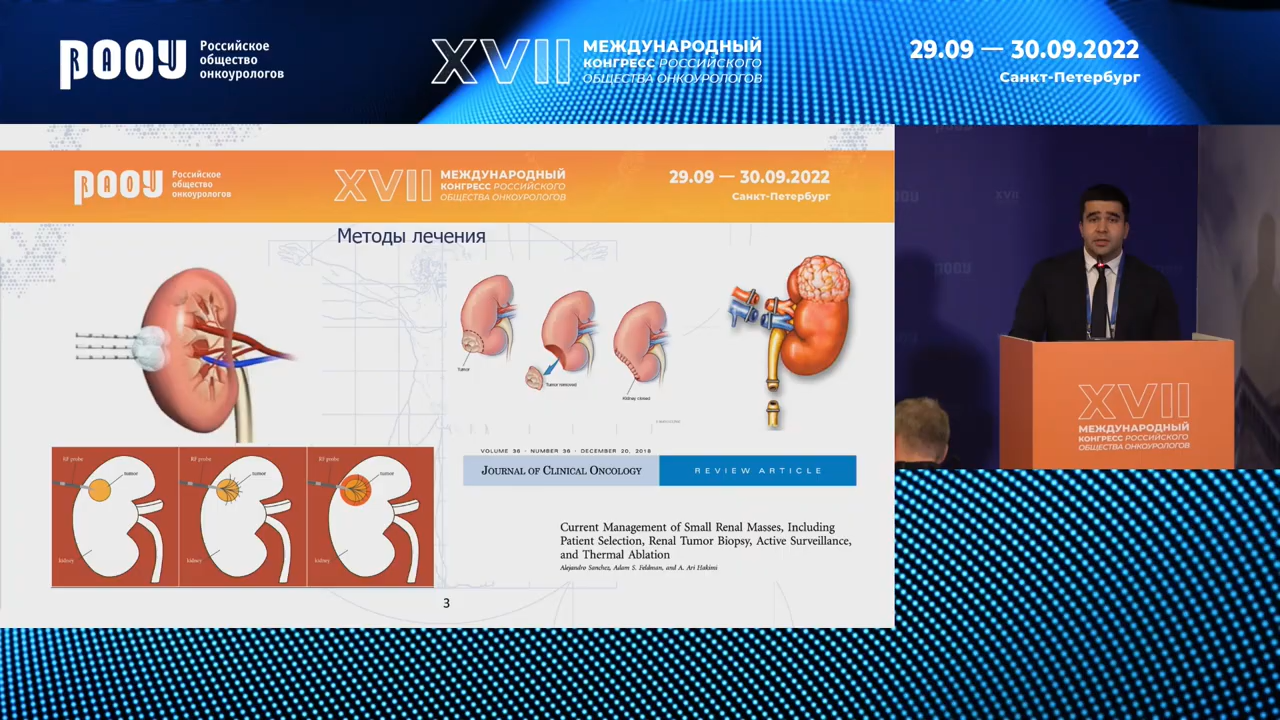 РООУ
Российское
общество
онкоурологов
XVII
МЕЖДУНАРОДНЫЙ
КОНГРЕСС РОССИЙСКОГО
ОБЩЕСТВА ОНКОУРОЛОГОВ
29.09 — 30.09.2022
Санкт-Петербург
РООУ
Российское
общество
онкоурологов
XVII
МЕЖДУНАРОДНЫЙ
КОНГРЕСС РОССИЙСКОГО
ОБЩЕСТВА ОНКОУРОЛОГОВ
29.09 — 30.09.2022
Санкт-Петербург
Методы лечения
Tumor
Tumor removed
Kidney closed
RF probe
tumor
kidney
RF probe
tumor
kidney
RF probe
tumor
kidney
VOLUME 36 · NUMBER 36 · DECEMBER 20, 2018
JOURNAL OF CLINICAL ONCOLOGY
REVIEW ARTICLE
Current Management of Small Renal Masses, Including
Patient Selection, Renal Tumor Biopsy, Active Surveillance,
and Thermal Ablation
Alejandro Sanchez, Adam S. Feldman, and A. Ari Hakimi
3
XVII
МЕЖДУНАРОДНЫЙ
КОНГРЕСС РОССИЙСКОГО
ОБЩЕСТВА ОНКОУРОЛОГОВ